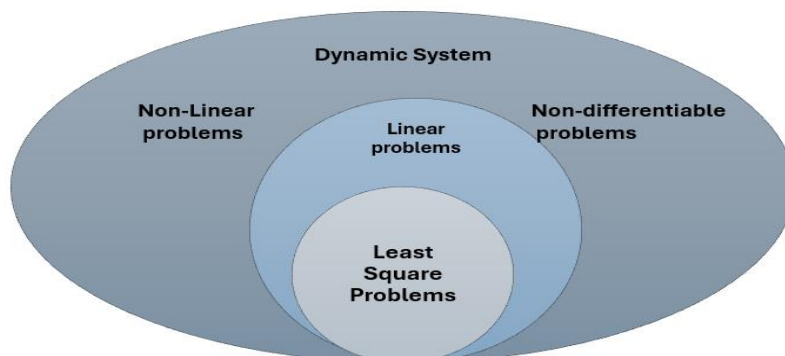 Dynamic System
Non-Linear
problems
Non-differentiable
problems
Linear
problems
Least
Square
Problems